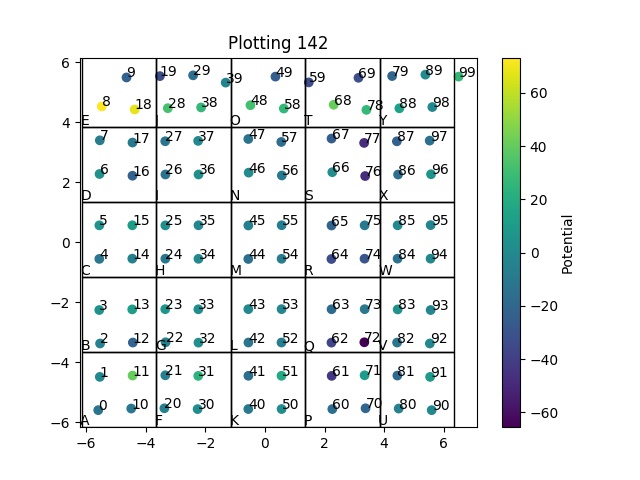 Plotting 142
9 19 29 39 49 59 69 79 89 99
8 18 28 38 48 58 68 78 88 98
E J O T Y
7 17 27 37 47 57 67 77 87 97
6 16 26 36 46 56 66 76 86 96
D I N S X
5 15 25 35 45 55 65 75 85 95
4 14 24 34 44 54 64 74 84 94
C H M R W
3 13 23 33 43 53 63 73 83 93
2 12 22 32 42 52 62 72 82 92
B G L Q V
1 11 21 31 41 51 61 71 81 91
0 10 20 30 40 50 60 70 80 90
A F K P U
6
4
2
0
−2
−4
−6
−6 −4 −2 0 2 4 6
60
40
20
0
−20
−40
−60
Potential